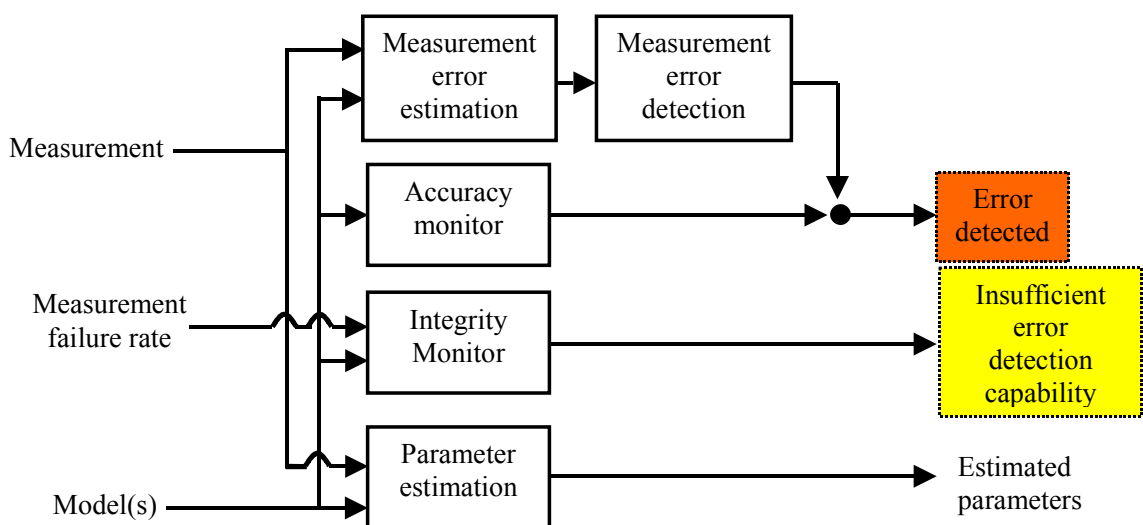 Measurement
error
estimation
Measurement
error
detection
Measurement
Accuracy
monitor
Error
detected
Measurement
failure rate
Integrity
Monitor
Insufficient
error
detection
capability
Parameter
estimation
Estimated
parameters
Model(s)